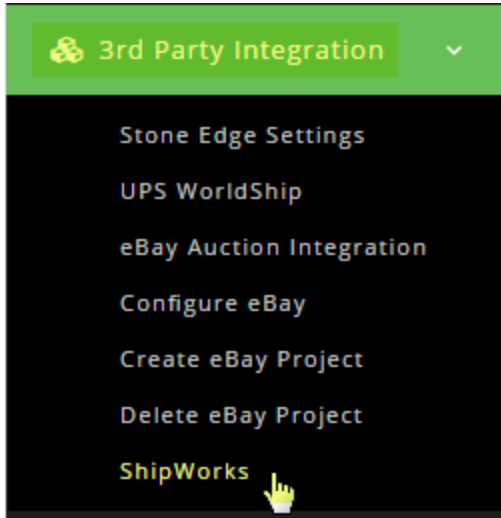 3rd Party Integration
Stone Edge Settings
UPS WorldShip
eBay Auction Integration
Configure eBay
Create eBay Project
Delete eBay Project
ShipWorks